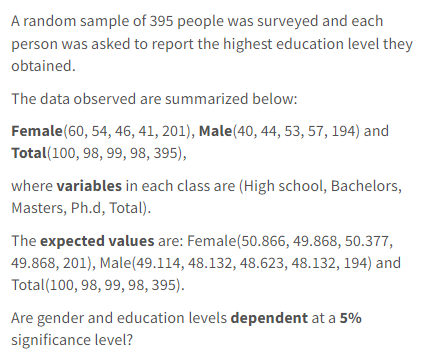 A random sample of 395 people was surveyed and each
person was asked to report the highest education level they
obtained.
The data observed are summarized below:
Female(60, 54, 46, 41, 201), Male(40, 44, 53, 57, 194) and
Total(100, 98, 99, 98, 395),
where variables in each class are (High school, Bachelors,
Masters, Ph.d, Total).
The expected values are: Female(50.866, 49.868, 50.377,
49.868, 201), Male(49.114, 48.132, 48.623, 48.132, 194) and
Total(100, 98, 99, 98, 395).
Are gender and education levels dependent at a 5%
significance level?